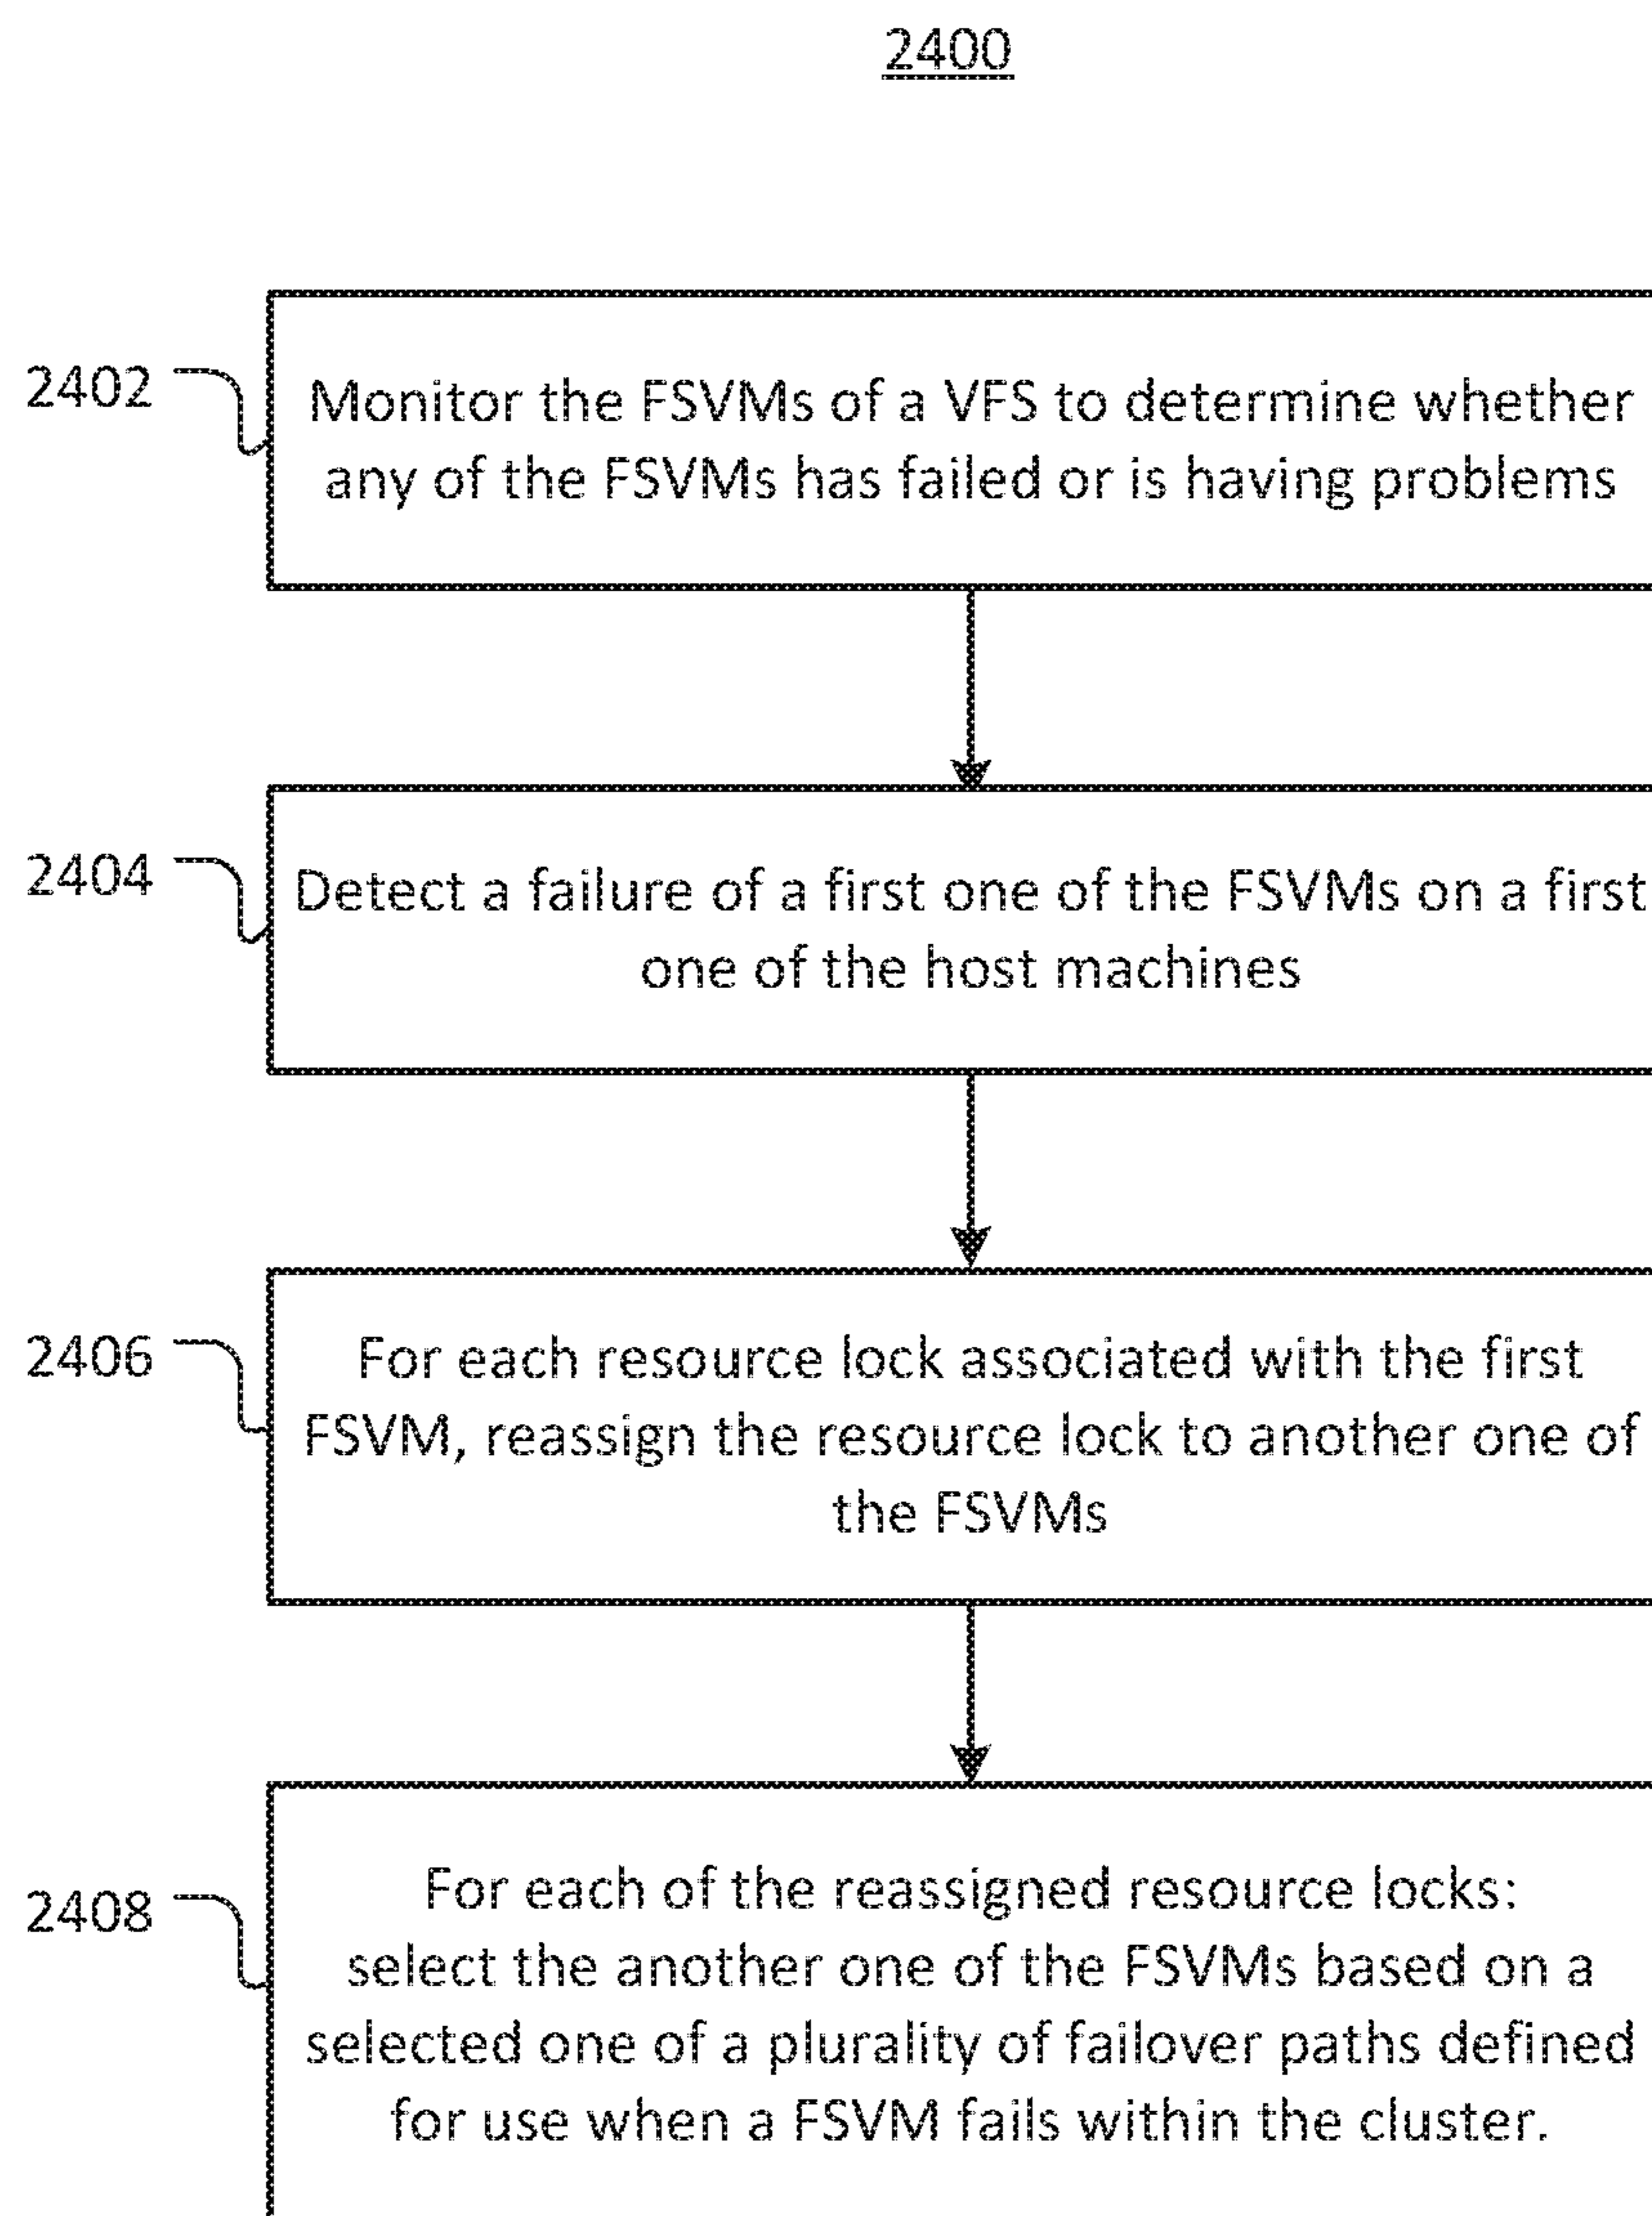 2400
2402
Monitor the FSVMs of a VFS to determine whether
any of the FSVMs has failed or is having problems
2404
Detect a failure of a first one of the FSVMs on a first
one of the host machines
2406
For each resource lock associated with the first
FSVM, reassign the resource lock to another one of
the FSVMs
2408
For each of the reassigned resource locks:
select the another one of the FSVMs based on a
selected one of a plurality of failover paths defined
for use when a FSVM fails within the cluster.